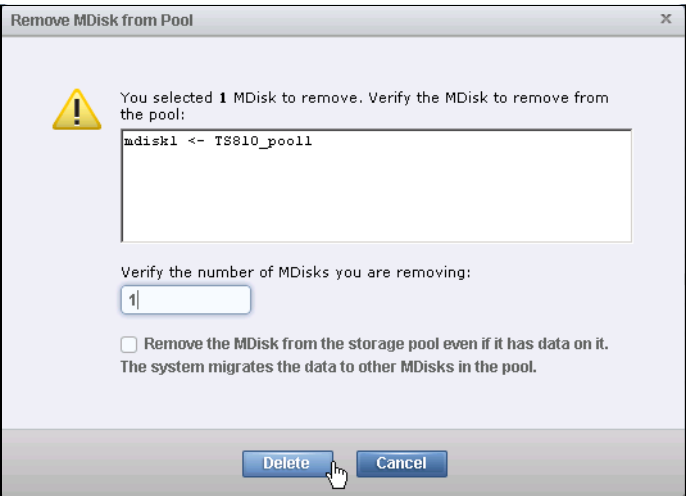 Remove MDisk from Pool
x
You selected 1 MDisk to remove. Verify the MDisk to remove from
the pool:
mdisk1 <- TS810_pool1
Verify the number of MDisks you are removing:
1
Remove the MDisk from the storage pool even if it has data on it.
The system migrates the data to other MDisks in the pool.
Delete
Cancel